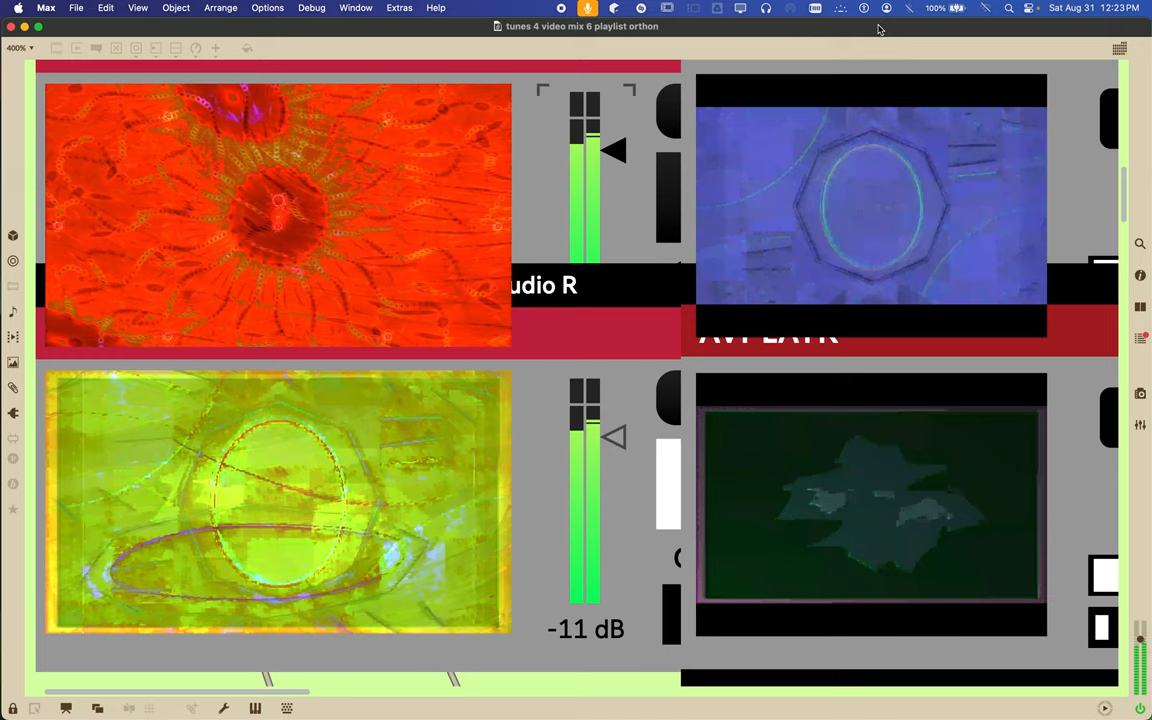 Max File Edit View Object Arrange Options Debug Window Extras Help
100% Sat Aug 31 12:23 PM
tunes 4 video mix 6 playlist orthon
400%
udio R
-11 dB